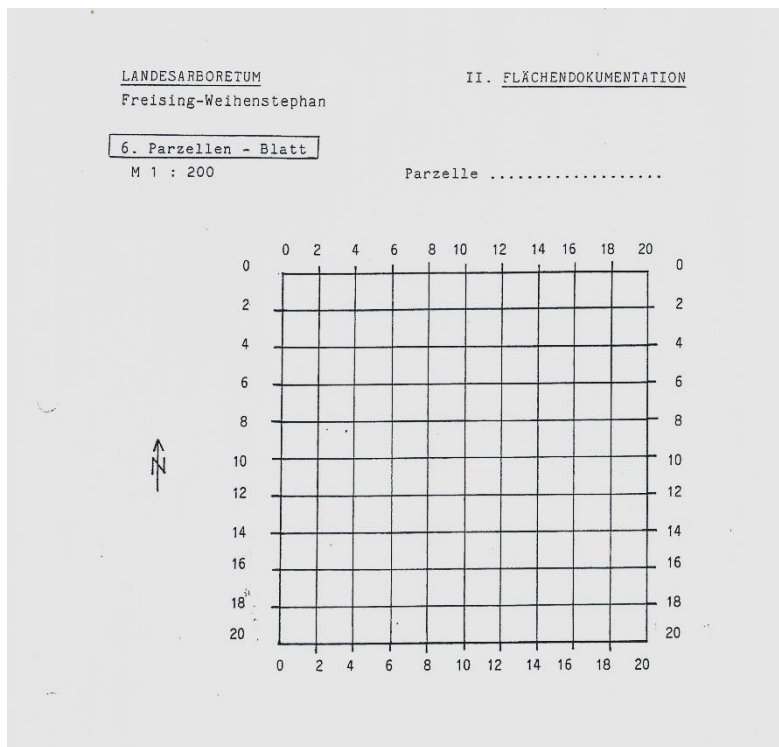 LANDESARBORETUM
II. FLÄCHENDOKUMENTATION
Freising-Weihenstephan
6. Parzellen - Blatt
M 1 : 200
Parzelle ...................
0 2 4 6 8 10 12 14 16 18 20
0 0
2 2
4 4
6 6
8 8
N
10 10
12 12
14 14
16 16
18 18
20 20
0 2 4 6 8 10 12 14 16 18 20